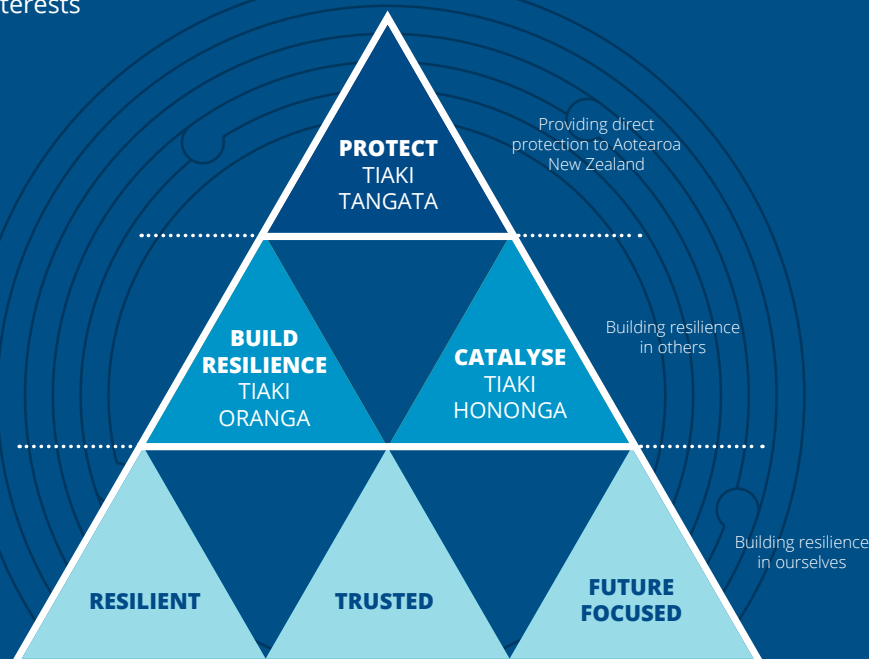 terests
PROTECT
TIAKI
TANGATA
Providing direct
protection to Aotearoa
New Zealand
BUILD
RESILIENCE
TIAKI
ORANGA
CATALYSE
TIAKI
HONONGA
Building resilience
in others
RESILIENT
TRUSTED
FUTURE
FOCUSED
Building resilience
in ourselves